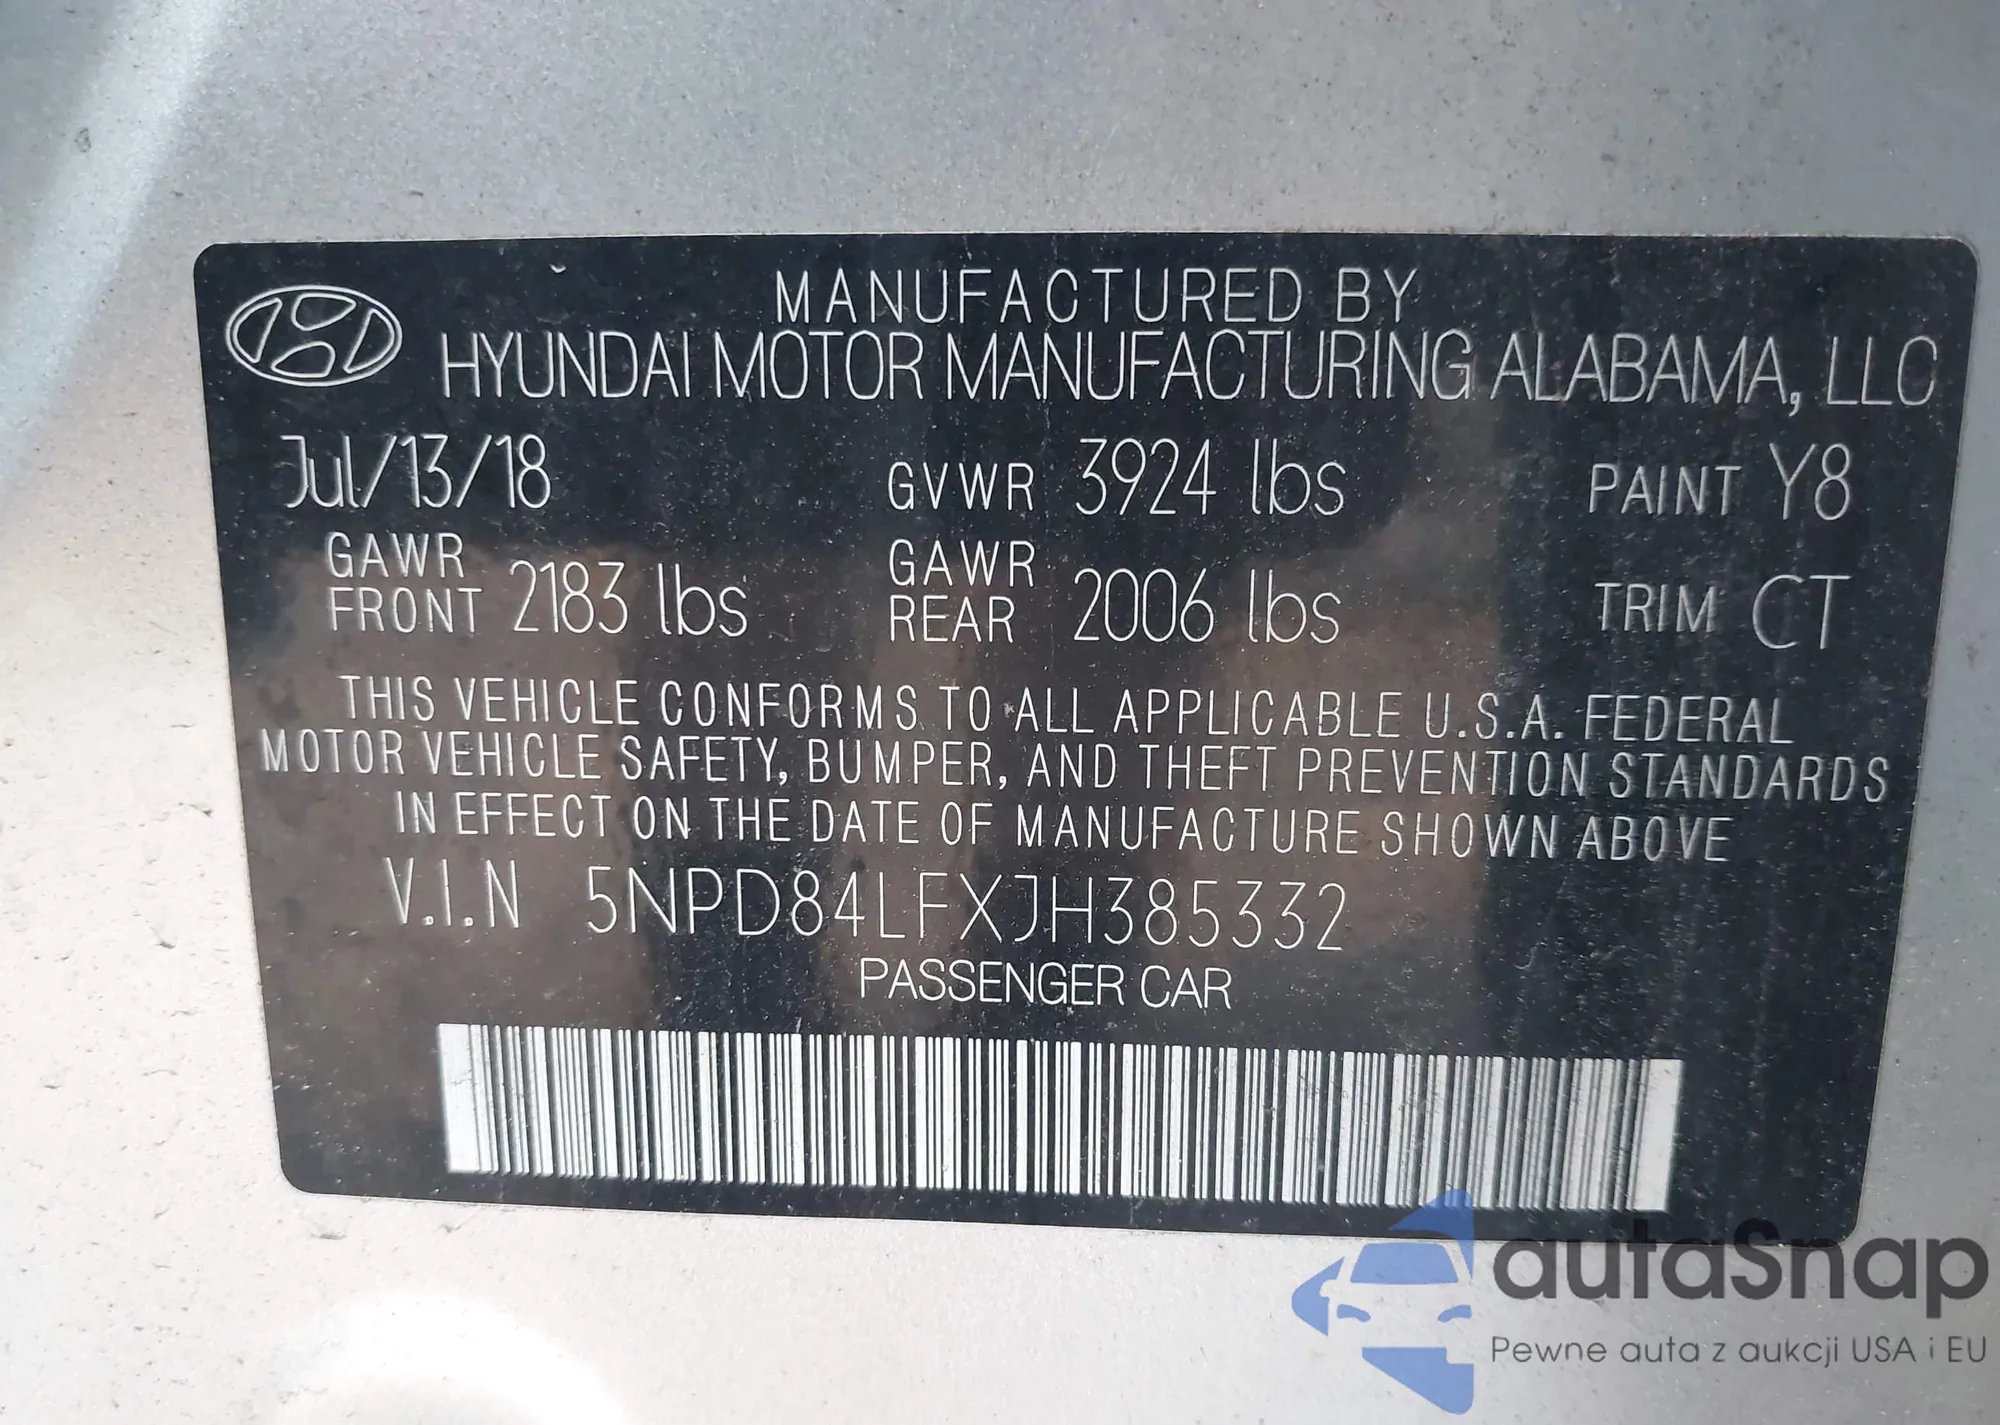 MANUFACTURED BY
HYUNDAI MOTOR MANUFACTURING ALABAMA, LLC
Jul/13/18 GVWR 3924 lbs PAINT Y8
GAWR FRONT 2183 lbs GAWR REAR 2006 lbs TRIM CT
THIS VEHICLE CONFORMS TO ALL APPLICABLE U.S.A. FEDERAL
MOTOR VEHICLE SAFETY, BUMPER, AND THEFT PREVENTION STANDARDS
IN EFFECT ON THE DATE OF MANUFACTURE SHOWN ABOVE
V.I.N 5NPD84LFXJH385332
PASSENGER CAR
autaSnap
Pewne auta z aukcji USA i EU